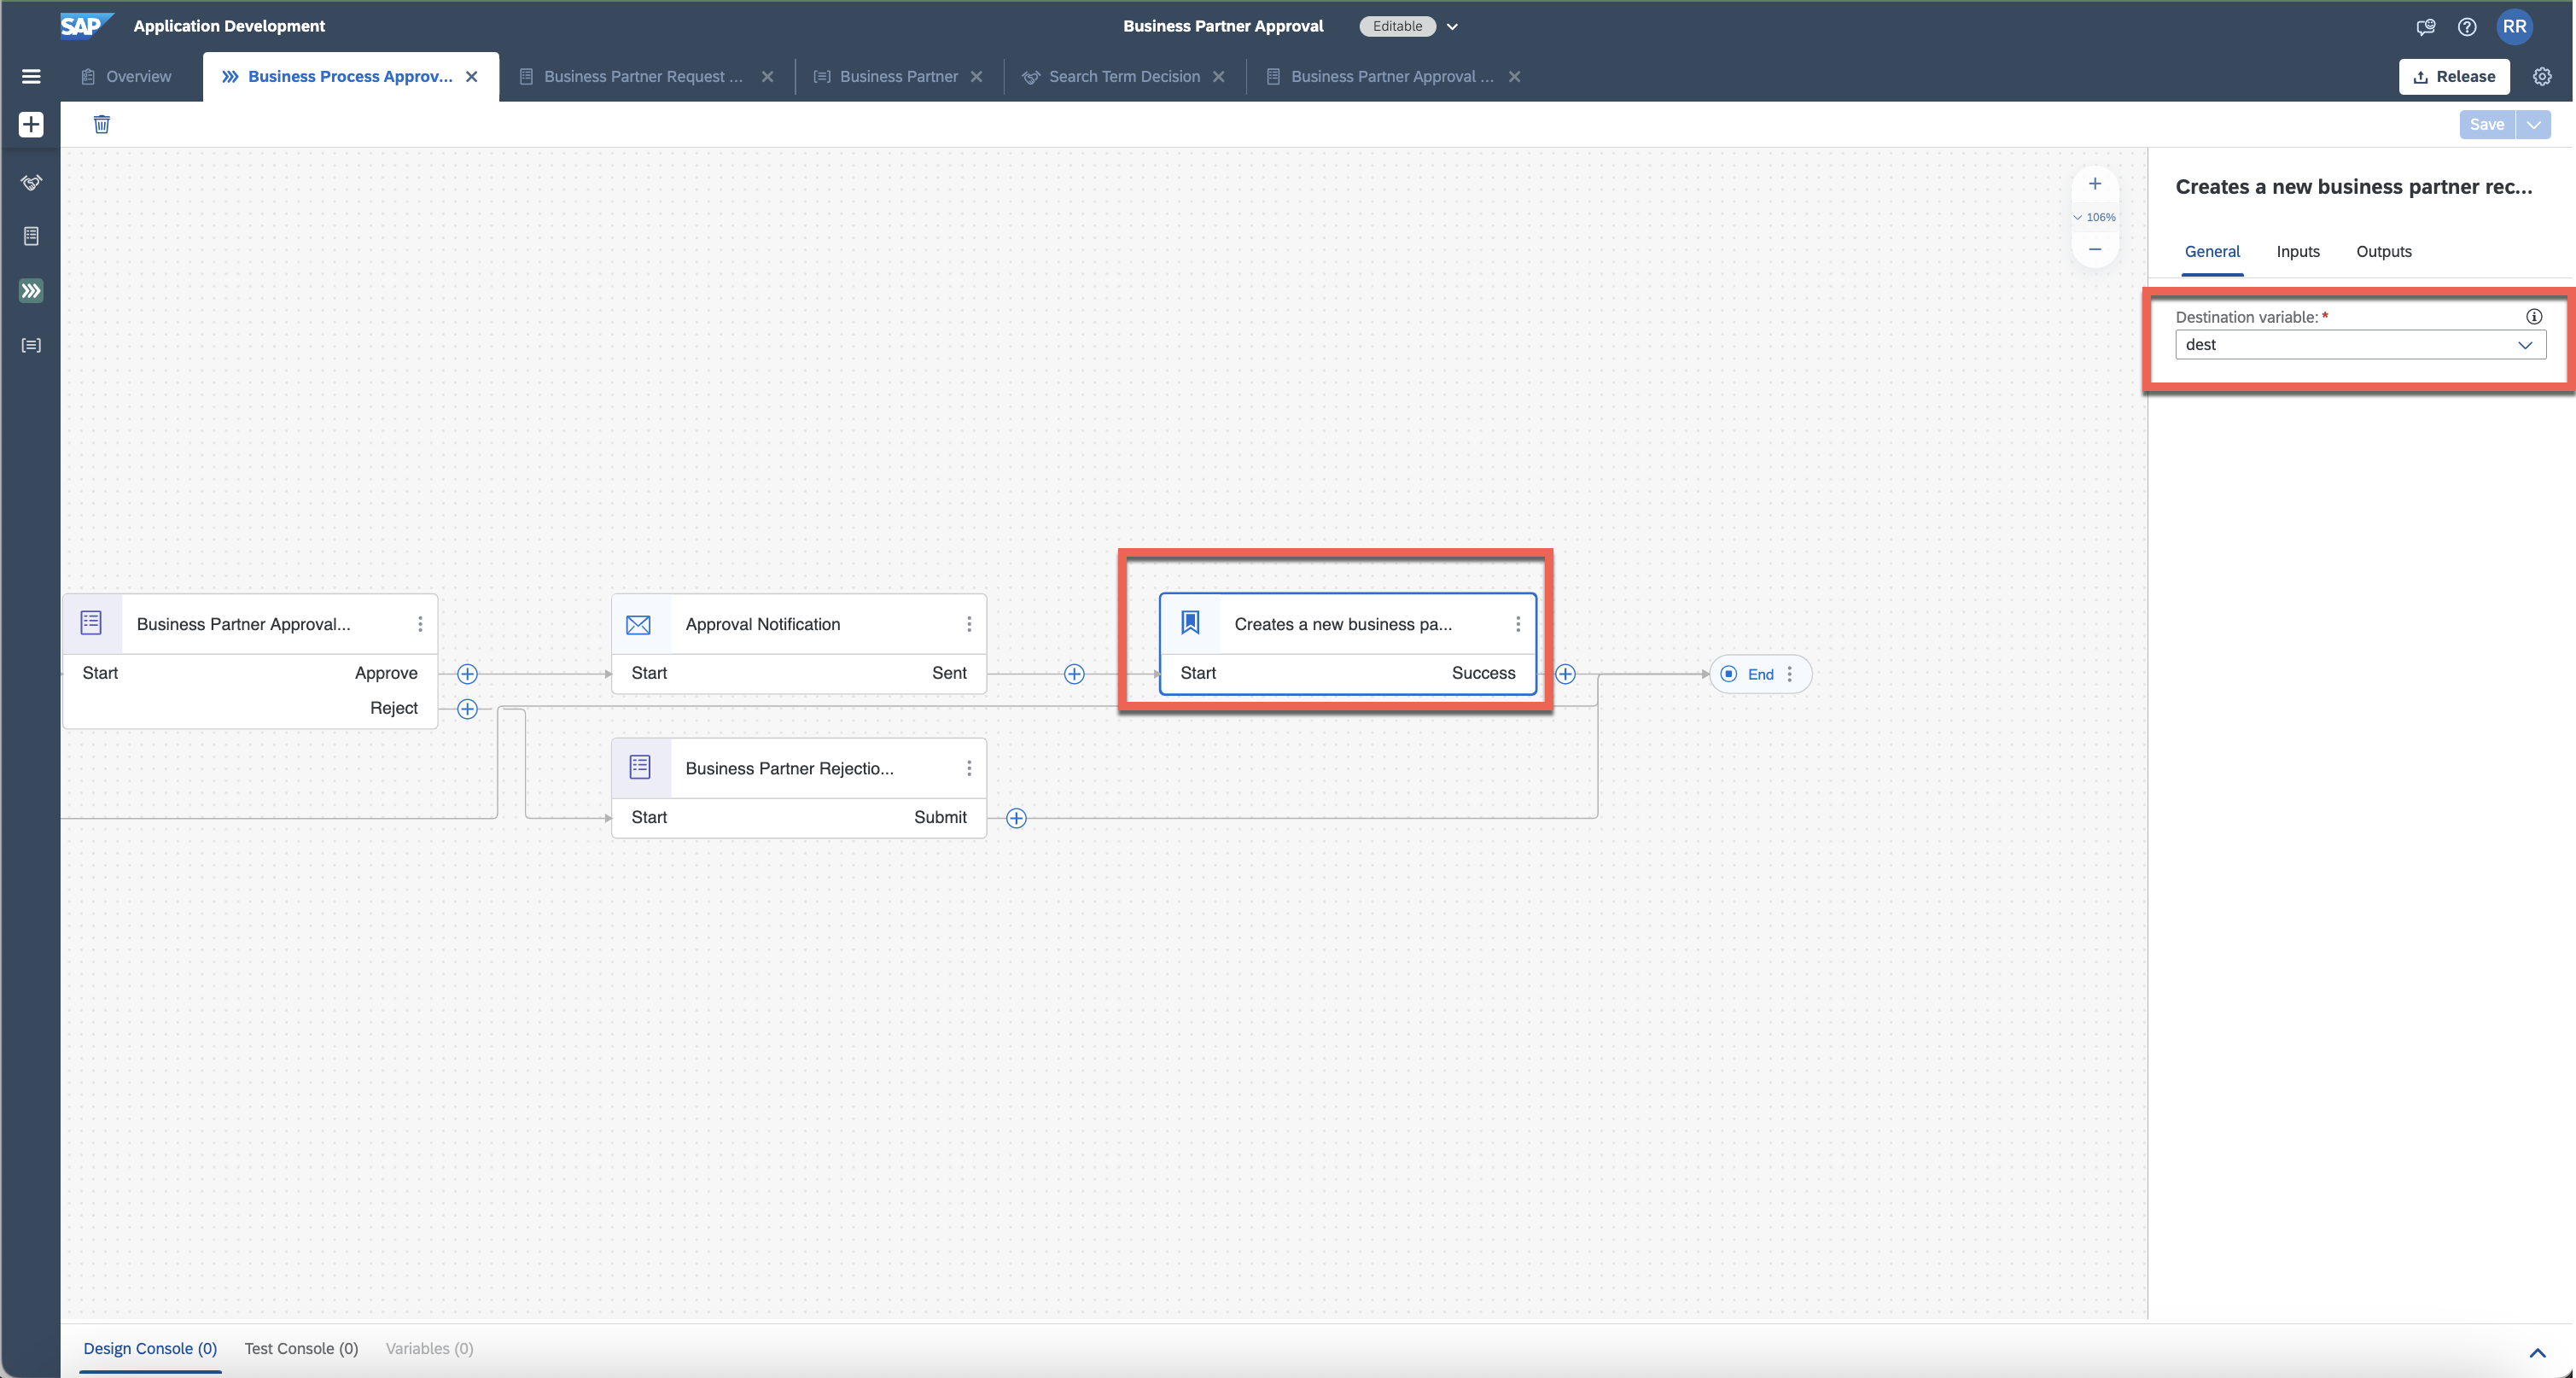 SAP Application Development
Business Partner Approval Editable
RR
Overview
Business Process Approv...
Business Partner Request ...
Business Partner
Search Term Decision
Business Partner Approval ...
Release
Save
106%
Creates a new business partner rec...
General Inputs Outputs
Destination variable: *
dest
Business Partner Approval...
Start Approve
Reject
Approval Notification
Start Sent
Creates a new business pa...
Start Success
End
Business Partner Rejectio...
Start Submit
Design Console (0) Test Console (0) Variables (0)